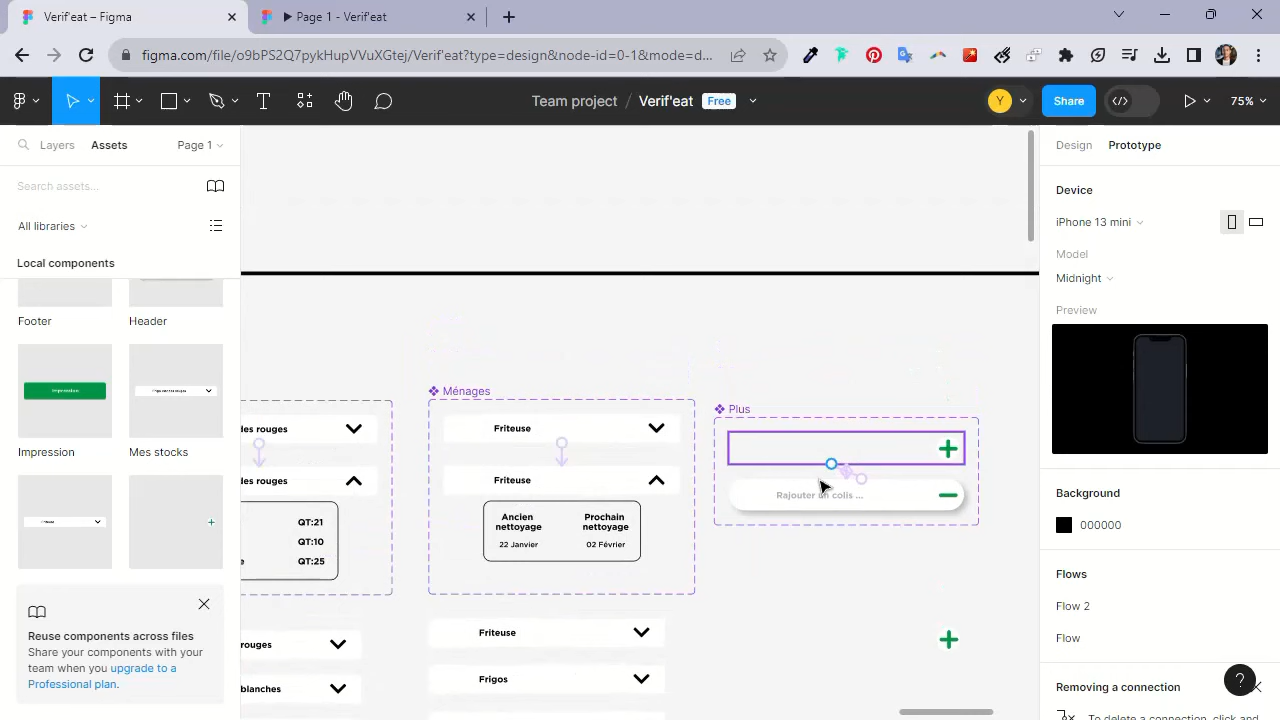 Verif'eat – Figma
Page 1 - Verif'eat
figma.com/file/o9bPS2Q7pykHupVVuXGtej/Verif'eat?type=design&node-id=0-1&mode=d...
Team project / Verif'eat Free
Y
Share
75%
Layers Assets Page 1
Search assets...
All libraries
Local components
Footer
Header
Impression
Impression
Mes stocks
Reuse components across files
Share your components with your team when you upgrade to a Professional plan.
des rouges
des rouges
QT:21
QT:10
QT:25
rouges
blanches
Ménages
Friteuse
Friteuse
Ancien nettoyage
Prochain nettoyage
22 Janvier
02 Février
Friteuse
Frigos
Plus
Rajouter un colis ...
Design Prototype
Device
iPhone 13 mini
Model
Midnight
Preview
Background
000000
Flows
Flow 2
Flow
Removing a connection
?